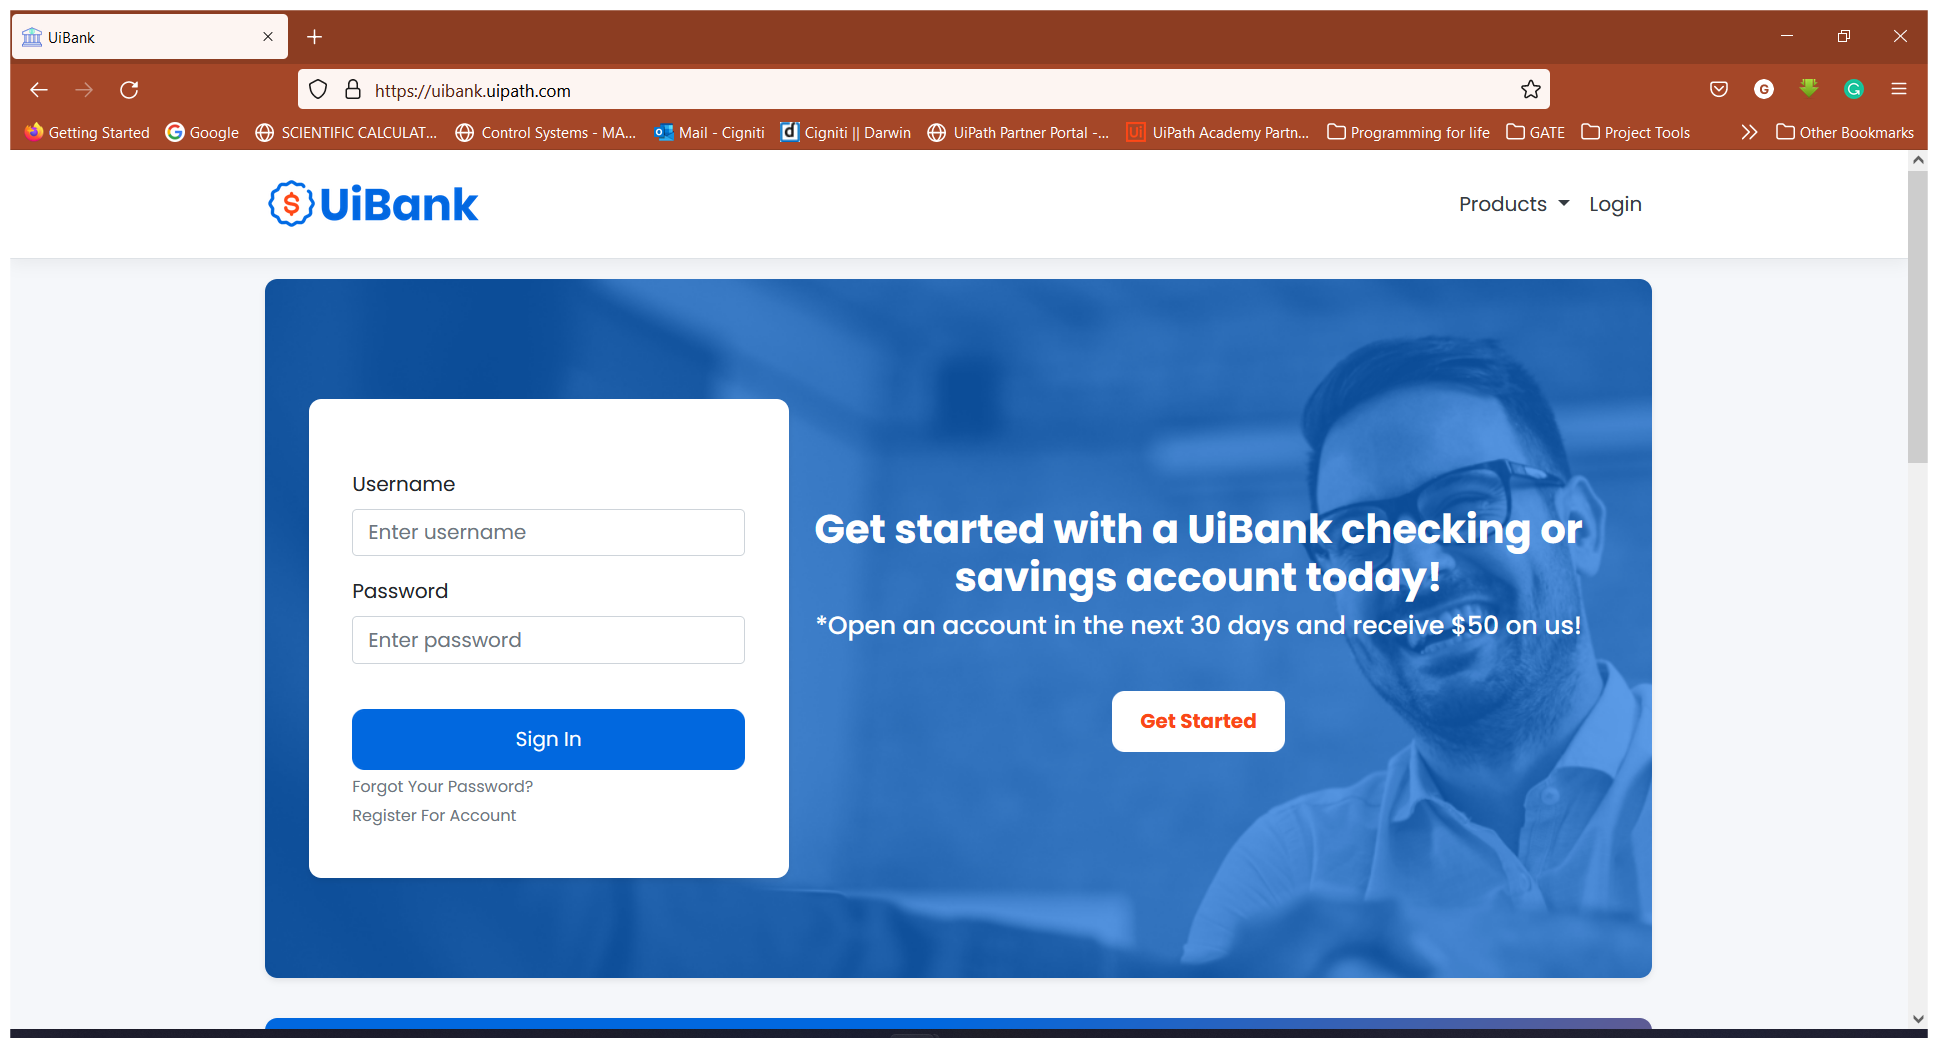 UiBank
https://uibank.uipath.com
Getting Started
Google
SCIENTIFIC CALCULAT...
Control Systems - MA...
Mail - Cigniti
Cigniti || Darwin
UiPath Partner Portal -...
UiPath Academy Partn...
Programming for life
GATE
Project Tools
Other Bookmarks
UiBank
Products
Login
Username
Enter username
Password
Enter password
Sign In
Forgot Your Password?
Register For Account
Get started with a UiBank checking or
savings account today!
*Open an account in the next 30 days and receive $50 on us!
Get Started